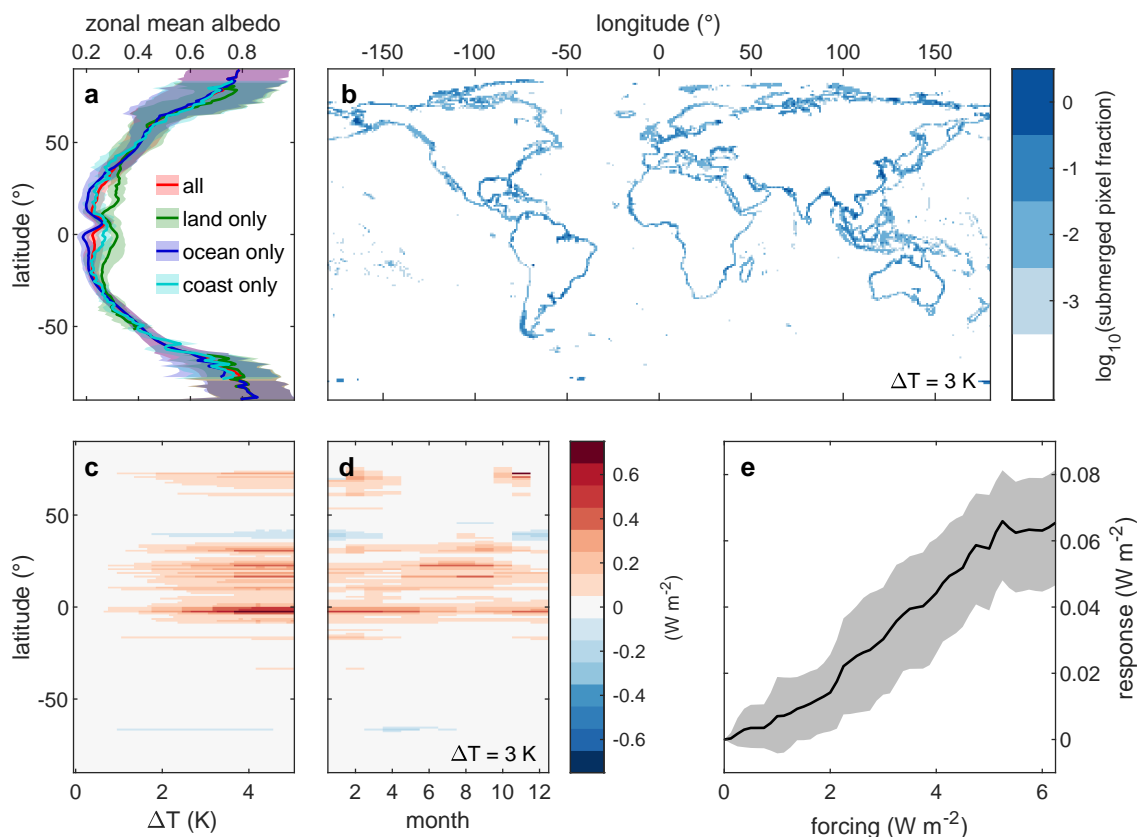 zonal mean albedo
0.2 0.4 0.6 0.8
longitude (°)
-150 -100 -50 0 50 100 150
a
b
latitude (°)
50
0
-50
all
land only
ocean only
coast only
ΔT = 3 K
0
-1
-2
-3
log10(submerged pixel fraction)
c
d
e
latitude (°)
50
0
-50
ΔT = 3 K
0.6
0.4
0.2
0
-0.2
-0.4
-0.6
(W m-2)
0.08
0.06
0.04
0.02
0
response (W m-2)
0 2 4
2 4 6 8 10 12
0 2 4 6
ΔT (K)
month
forcing (W m-2)